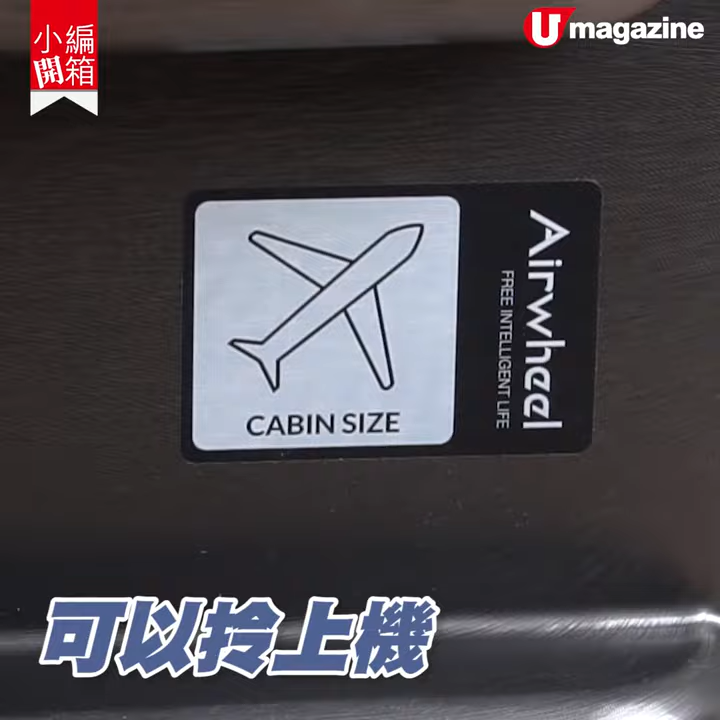 小編
開箱
U magazine
Airwheel
FREE INTELLIGENT LIFE
CABIN SIZE
可以拎上機